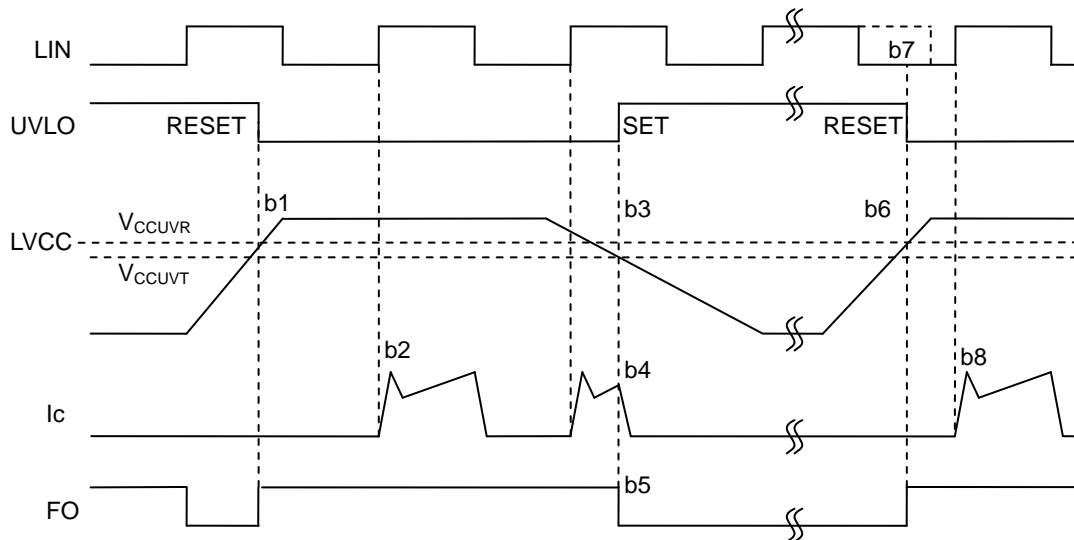 LIN
b7
UVLO
RESET
SET
RESET
b1
b3
b6
VCCUVR
LVCC
VCCUVT
b2
b4
b8
Ic
b5
FO